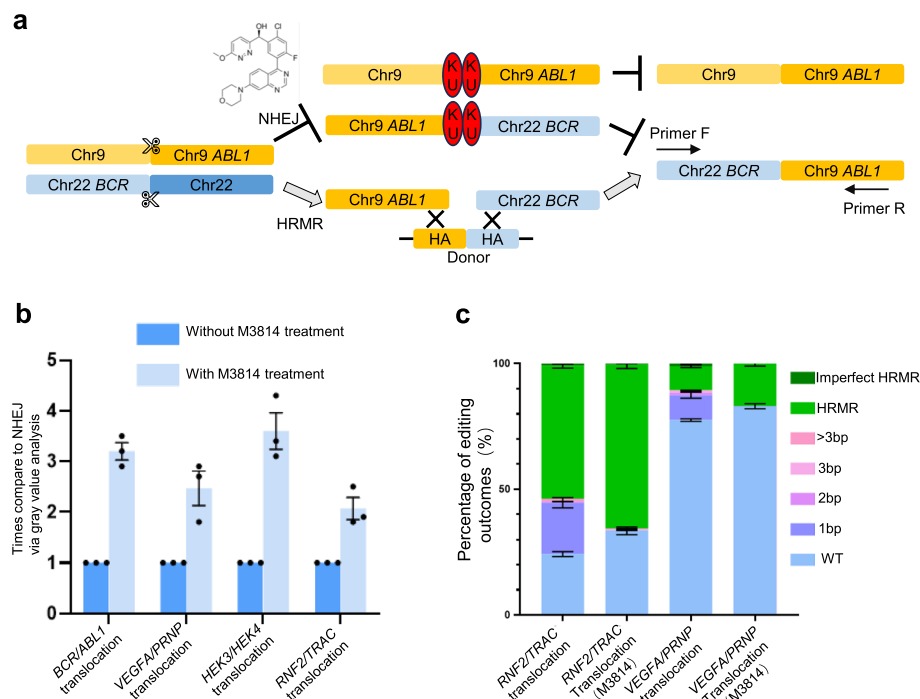 a
OH
Cl
N
N
O
F
N
N
N
O
NHEJ
Chr9
Chr9 ABL1
Chr22 BCR
Chr22
HRMR
Chr9
K
U
K
U
Chr9 ABL1
Chr9 ABL1
K
U
K
U
Chr22 BCR
Chr9 ABL1
Chr22 BCR
HA
HA
Donor
Chr9
Chr9 ABL1
Primer F
Chr22 BCR
Chr9 ABL1
Primer R
b
Without M3814 treatment
With M3814 treatment
Times compare to NHEJ
via gray value analysis
5
4
3
2
1
0
BCR/ABL1
translocation
VEGFA/PRNP
translocation
HEK3/HEK4
translocation
RNF2/TRAC
translocation
c
Percentage of editing
outcomes (%)
100
50
0
RNF2/TRAC
translocation
RNF2/TRAC
Translocation
(M3814)
VEGFA/PRNP
translocation
VEGFA/PRNP
Translocation
(M3814)
Imperfect HRMR
HRMR
>3bp
3bp
2bp
1bp
WT